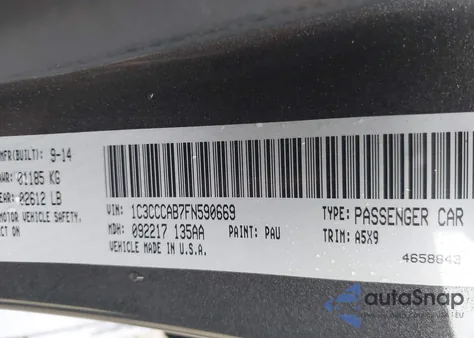 MFR(BUILT): 9-14
01185 KG
02612 LB
MOTOR VEHICLE SAFETY.
CT ON
VIN: 1C3CCCAB7FN590669
TYPE: PASSENGER CAR
MDH: 092217 135AA
PAINT: PAU
TRIM: A5X9
VEHICLE MADE IN U.S.A.
4658843
autoSnap